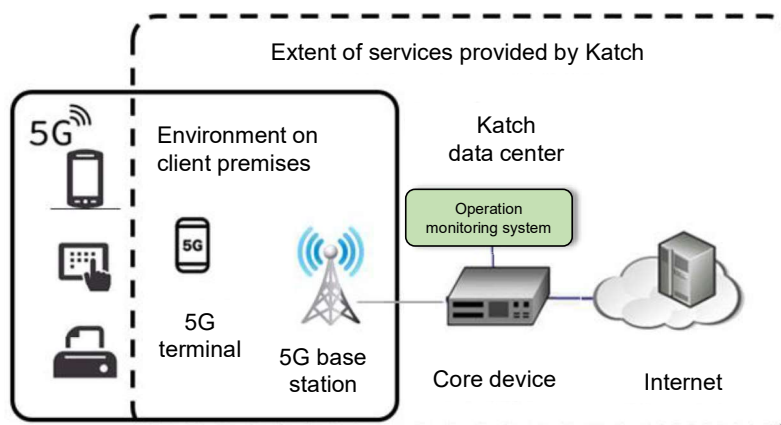 Extent of services provided by Katch
5G
Environment on
client premises
Katch
data center
Operation
monitoring system
5G
5G
terminal
5G base
station
Core device
Internet